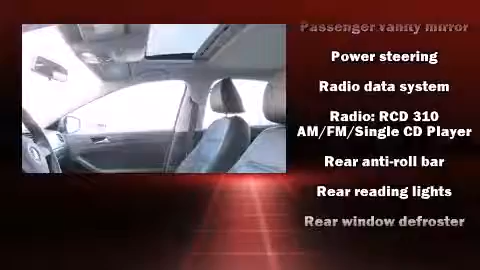 Passenger vanity mirror
Power steering
Radio data system
Radio: RCD 310
AM/FM/Single CD Player
Rear anti-roll bar
Rear reading lights
Rear window defroster